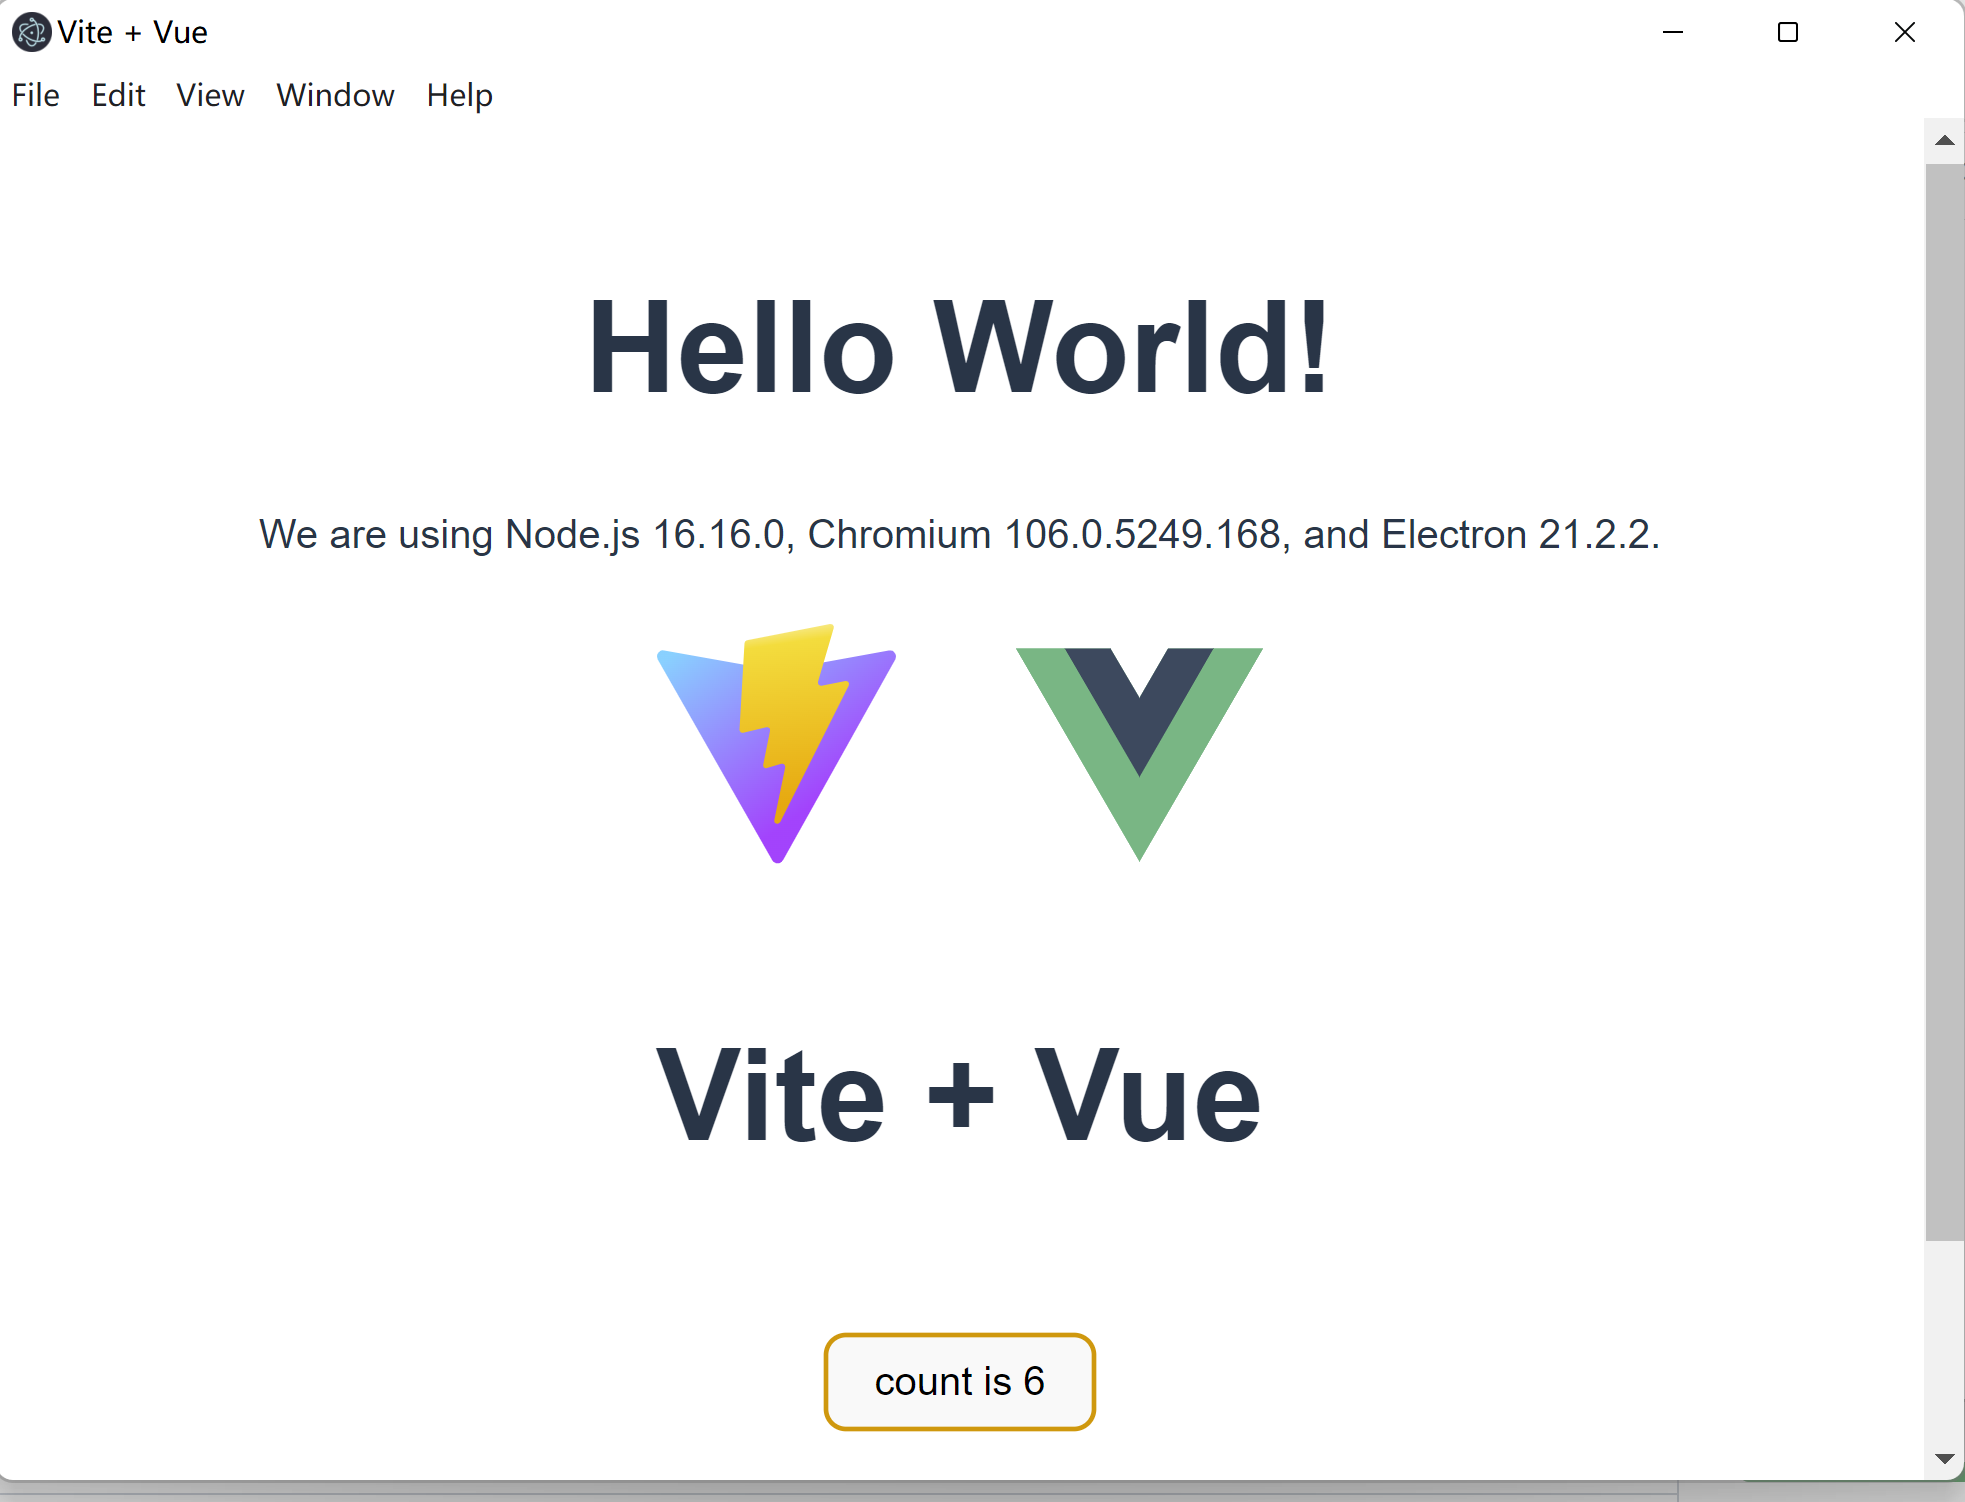 Vite + Vue
File Edit View Window Help
Hello World!
We are using Node.js 16.16.0, Chromium 106.0.5249.168, and Electron 21.2.2.
Vite + Vue
count is 6